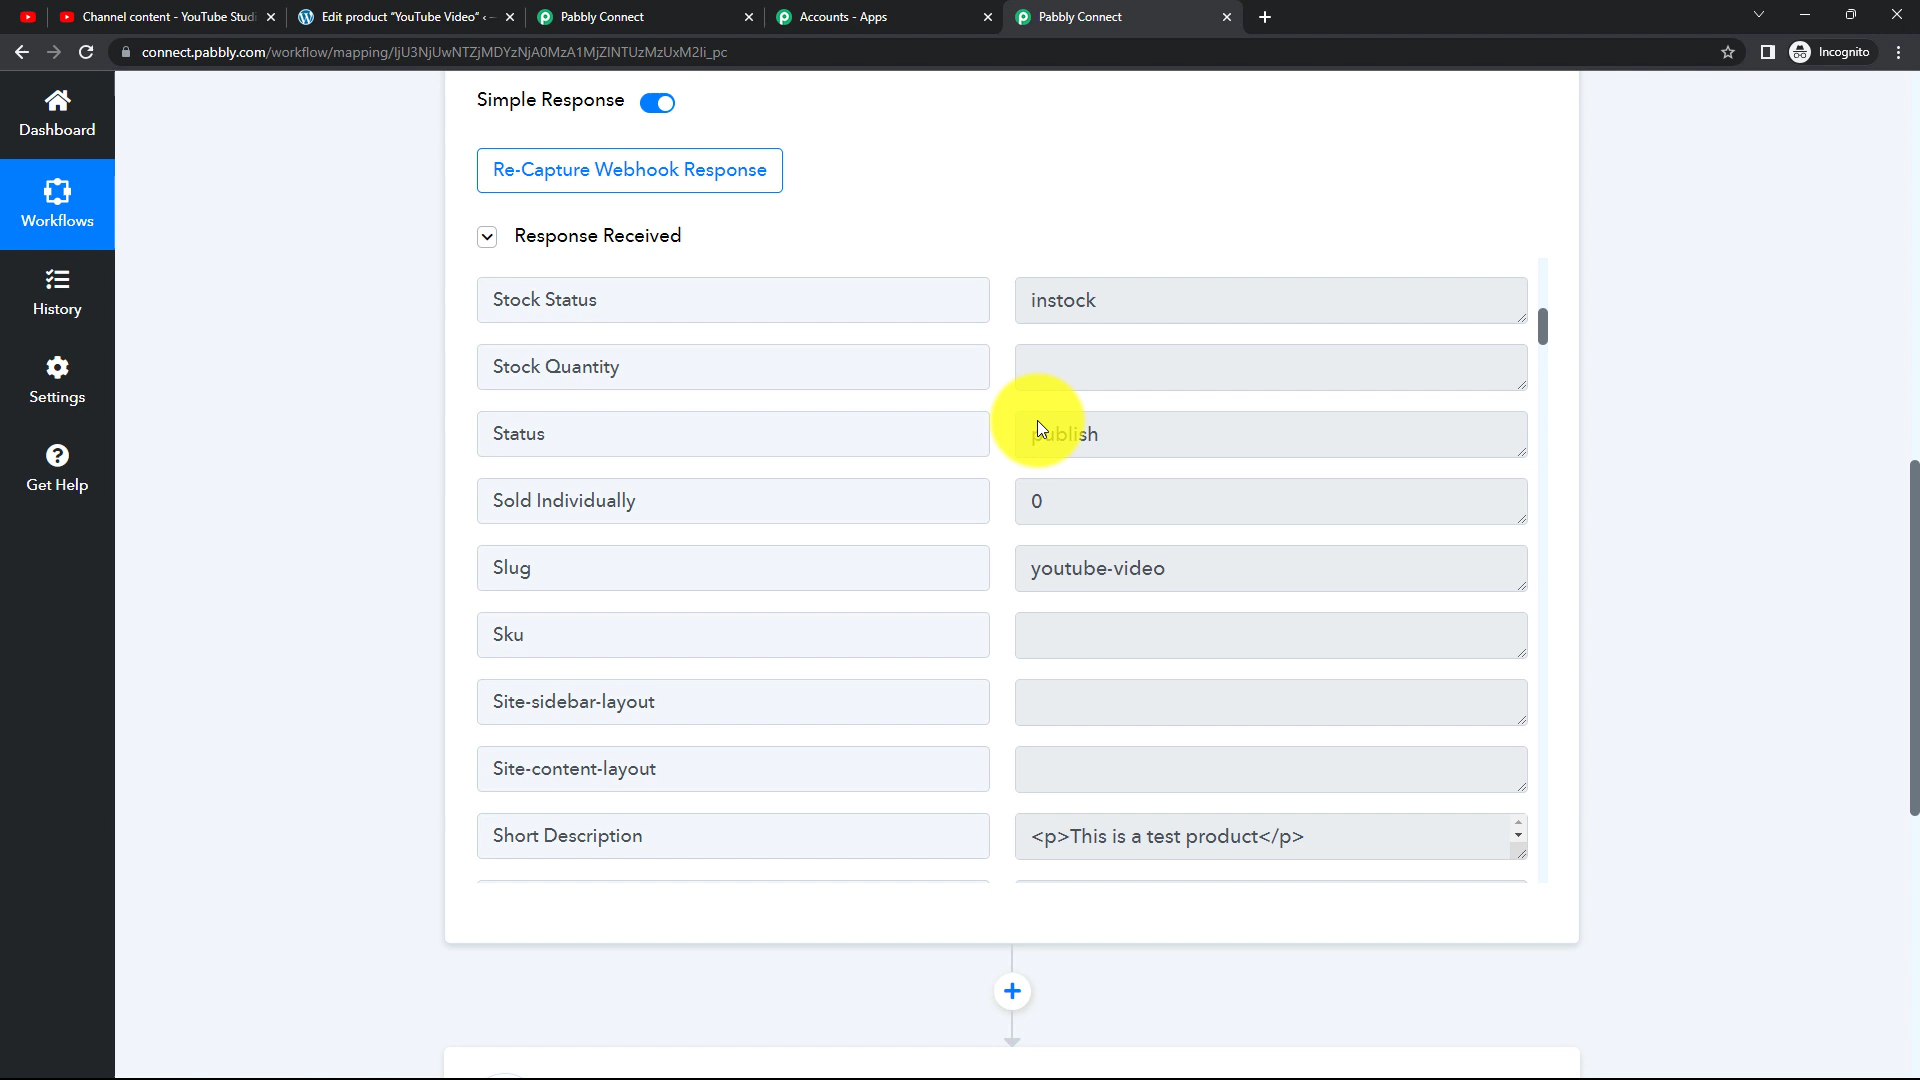 Channel content - YouTube Studi
Edit product "YouTube Video" ‹ –
Pabbly Connect
Accounts - Apps
Pabbly Connect
connect.pabbly.com/workflow/mapping/IjU3NjUwNTZjMDYzNjA0MzA1MjZlNTUzMzUxM2Ii_pc
Incognito
Dashboard
Workflows
History
Settings
Get Help
Simple Response
Re-Capture Webhook Response
Response Received
Stock Status
instock
Stock Quantity
Status
publish
Sold Individually
0
Slug
youtube-video
Sku
Site-sidebar-layout
Site-content-layout
Short Description
<p>This is a test product</p>